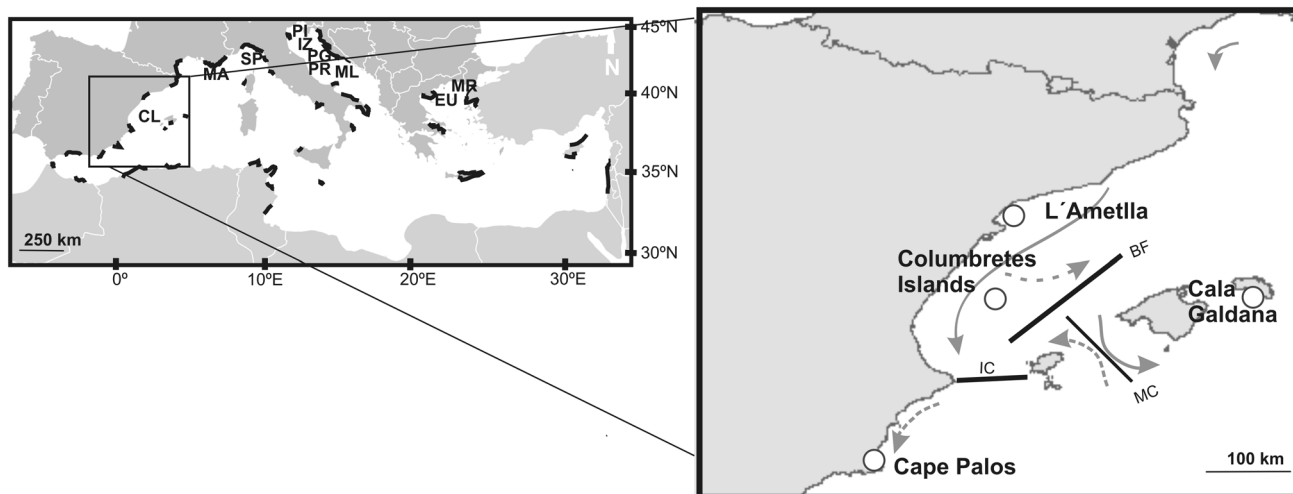 45ºN
PI
IZ
SP
PG
N
MA
PR
ML
40ºN
MR
EU
CL
35ºN
250 km
30ºN
0º
10ºE
20ºE
30ºE
L´Ametlla
BF
Columbretes
Islands
Cala
Galdana
IC
MC
Cape Palos
100 km